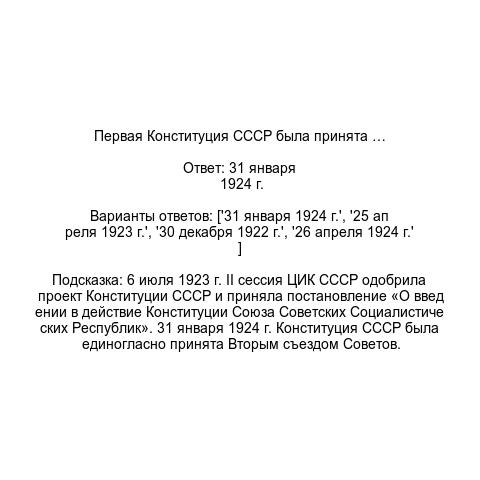 Первая Конституция СССР была принята …
Ответ: 31 января
1924 г.
Варианты ответов: ['31 января 1924 г.', '25 ап
реля 1923 г.', '30 декабря 1922 г.', '26 апреля 1924 г.'
]
Подсказка: 6 июля 1923 г. II сессия ЦИК СССР одобрила
проект Конституции СССР и приняла постановление «О введ
ении в действие Конституции Союза Советских Социалистиче
ских Республик». 31 января 1924 г. Конституция СССР была
единогласно принята Вторым съездом Советов.